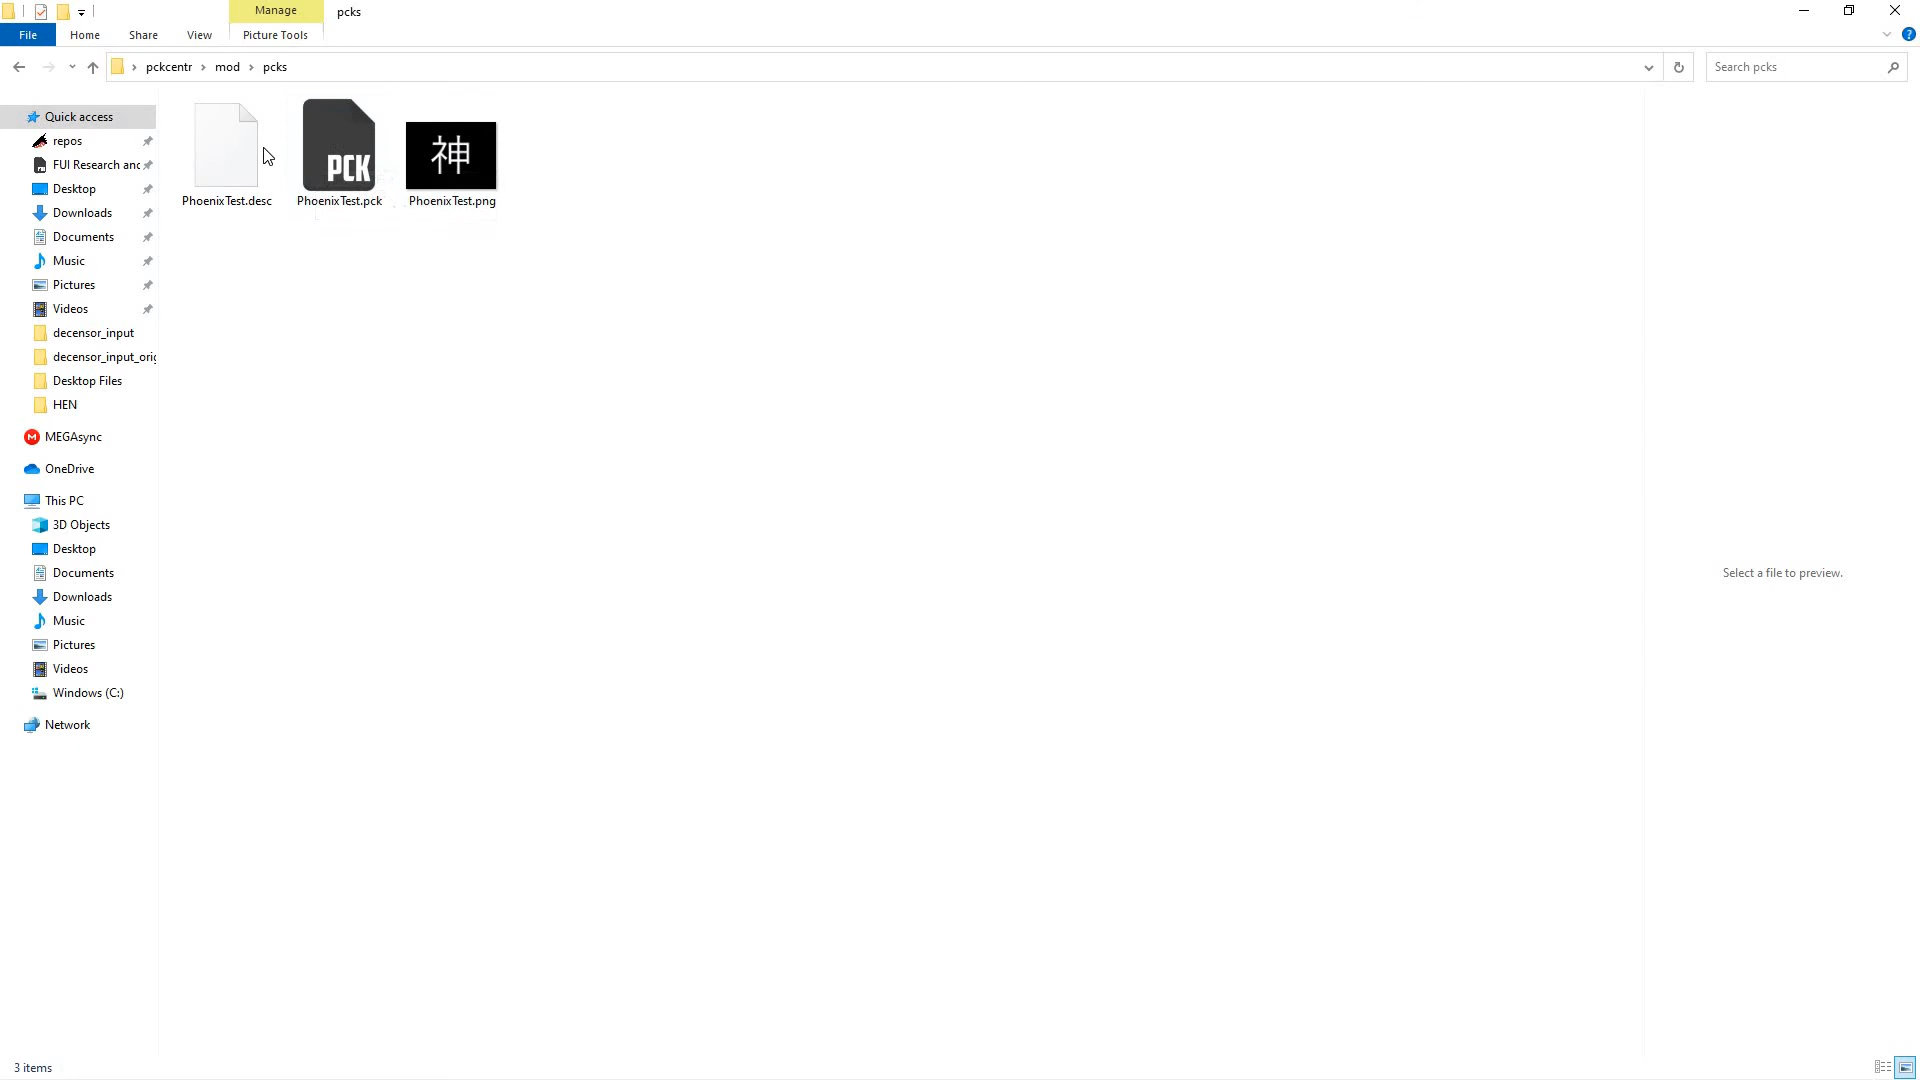 Manage
pcks
File
Home
Share
View
Picture Tools
pckcentr
mod
pcks
Search pcks
Quick access
repos
FUI Research anc
Desktop
Downloads
Documents
Music
Pictures
Videos
decensor_input
decensor_input_orig
Desktop Files
HEN
MEGAsync
OneDrive
This PC
3D Objects
Desktop
Documents
Downloads
Music
Pictures
Videos
Windows (C:)
Network
PCK
神
PhoenixTest.desc
PhoenixTest.pck
PhoenixTest.png
Select a file to preview.
3 items